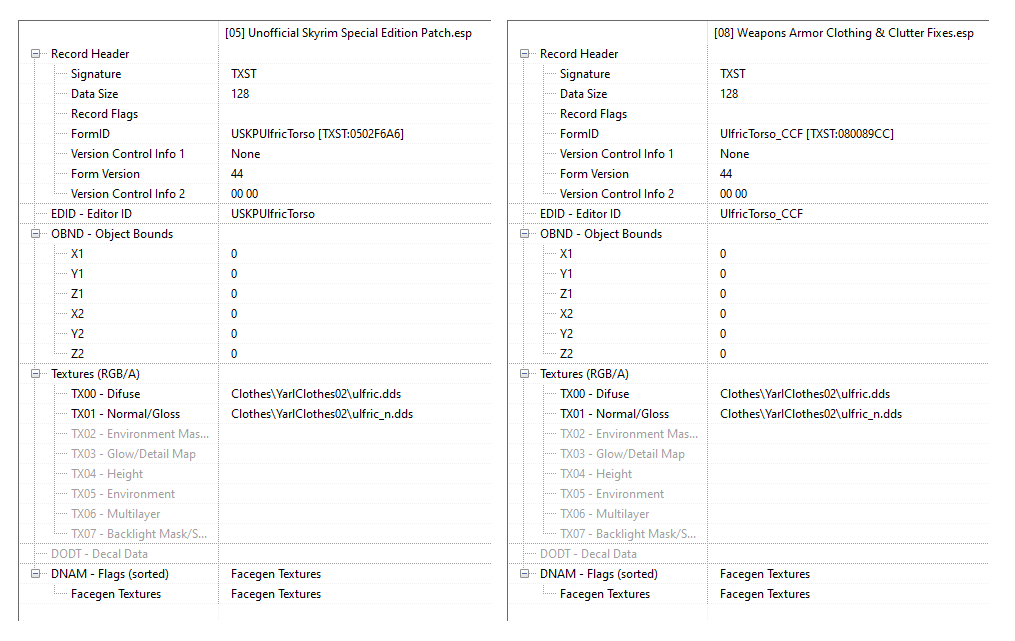 [05] Unofficial Skyrim Special Edition Patch.esp
Record Header
Signature TXST
Data Size 128
Record Flags
FormID USKPUlfricTorso [TXST:0502F6A6]
Version Control Info 1 None
Form Version 44
Version Control Info 2 00 00
EDID - Editor ID USKPUlfricTorso
OBND - Object Bounds
X1 0
Y1 0
Z1 0
X2 0
Y2 0
Z2 0
Textures (RGB/A)
TX00 - Difuse Clothes\YarlClothes02\ulfric.dds
TX01 - Normal/Gloss Clothes\YarlClothes02\ulfric_n.dds
TX02 - Environment Mas...
TX03 - Glow/Detail Map
TX04 - Height
TX05 - Environment
TX06 - Multilayer
TX07 - Backlight Mask/S...
DODT - Decal Data
DNAM - Flags (sorted) Facegen Textures
Facegen Textures Facegen Textures
[08] Weapons Armor Clothing & Clutter Fixes.esp
Record Header
Signature TXST
Data Size 128
Record Flags
FormID UlfricTorso_CCF [TXST:080089CC]
Version Control Info 1 None
Form Version 44
Version Control Info 2 00 00
EDID - Editor ID UlfricTorso_CCF
OBND - Object Bounds
X1 0
Y1 0
Z1 0
X2 0
Y2 0
Z2 0
Textures (RGB/A)
TX00 - Difuse Clothes\YarlClothes02\ulfric.dds
TX01 - Normal/Gloss Clothes\YarlClothes02\ulfric_n.dds
TX02 - Environment Mas...
TX03 - Glow/Detail Map
TX04 - Height
TX05 - Environment
TX06 - Multilayer
TX07 - Backlight Mask/S...
DODT - Decal Data
DNAM - Flags (sorted) Facegen Textures
Facegen Textures Facegen Textures